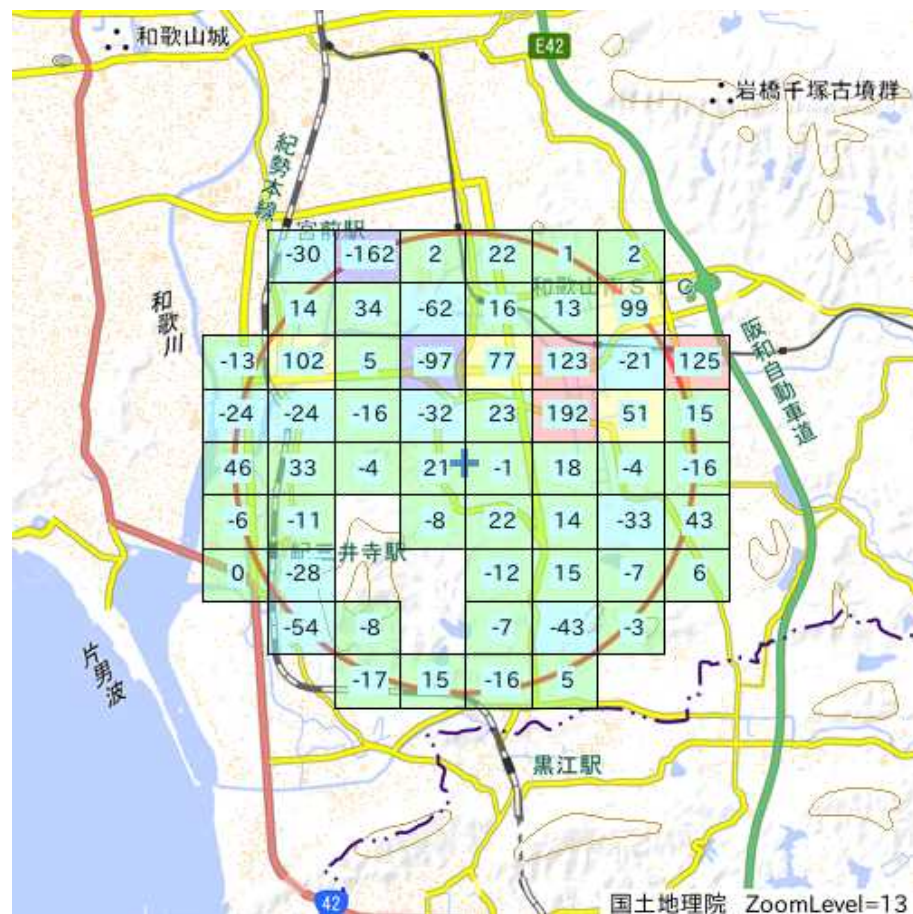 和歌山城
E42
岩橋千塚古墳群
紀勢本線
宮前駅
-30 -162 2 22 1 2
和歌山
S
和歌川
14 34 -62 16 13 99
阪和自動車道
-13 102 5 -97 77 123 -21 125
-24 -24 -16 -32 23 192 51 15
46 33 -4 21 -1 18 -4 -16
-6 -11 -8 22 14 -33 43
紀三井寺駅
0 -28 -12 15 -7 6
-54 -8 -7 -43 -3
片男波
-17 15 -16 5
黒江駅
42
国土地理院 ZoomLevel=13